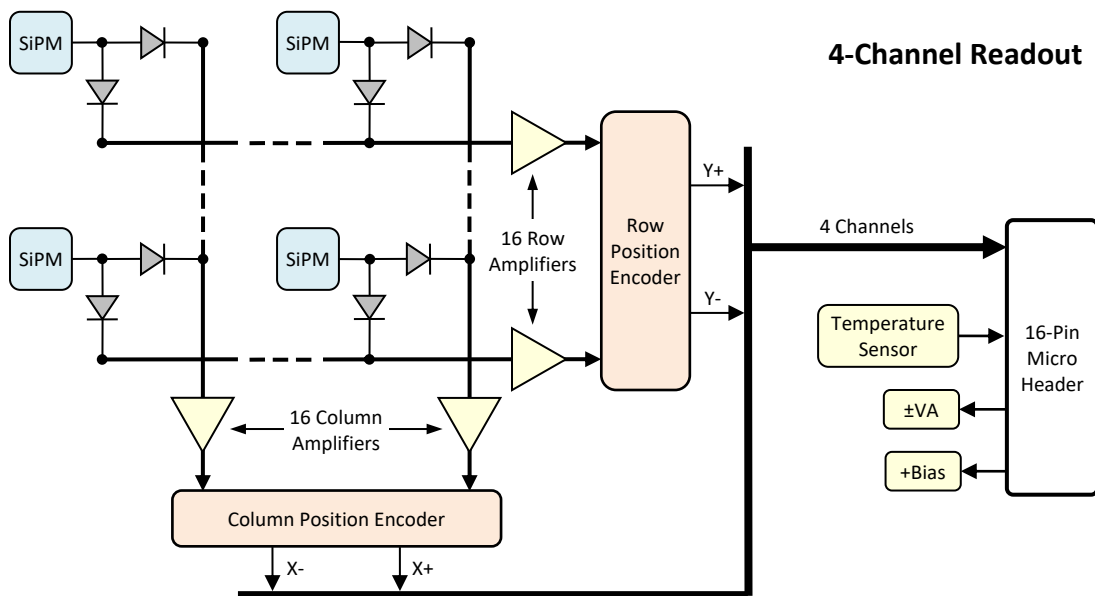 SiPM
SiPM
4-Channel Readout
Y+
16 Row
Amplifiers
Row
Position
Encoder
4 Channels
SiPM
SiPM
Y-
Temperature
Sensor
16-Pin
Micro
Header
±VA
16 Column
Amplifiers
+Bias
Column Position Encoder
X-
X+